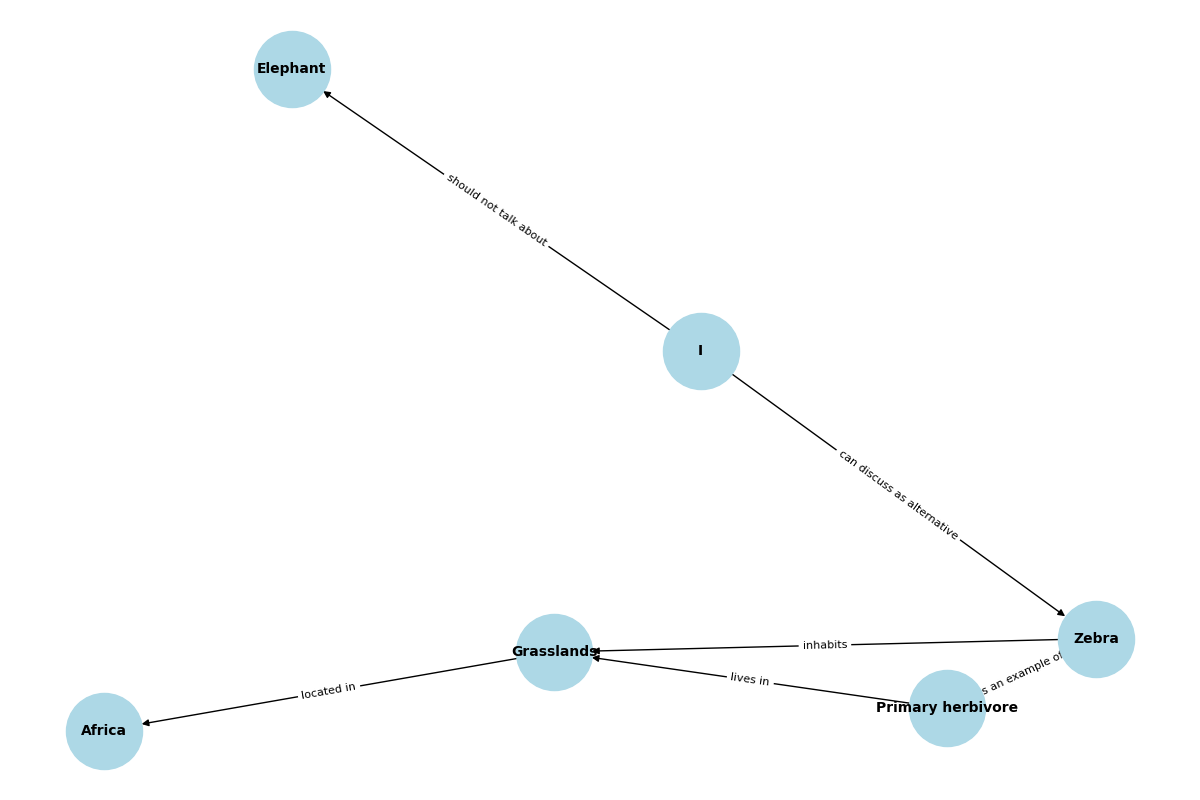 Elephant
should not talk about
I
can discuss as alternative
Zebra
inhabits
Grasslands
s an example of
lives in
located in
Primary herbivore
Africa